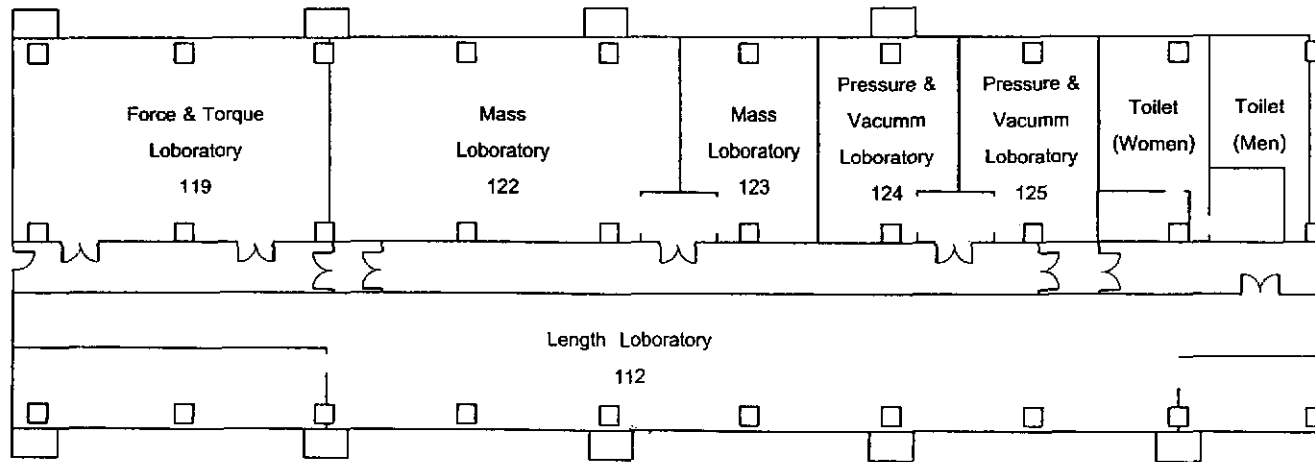 Force & Torque
Loboratory
119
Mass
Loboratory
122
Mass
Loboratory
123
Pressure &
Vacumm
Loboratory
124
Pressure &
Vacumm
Loboratory
125
Toilet
(Women)
Toilet
(Men)
Length Loboratory
112